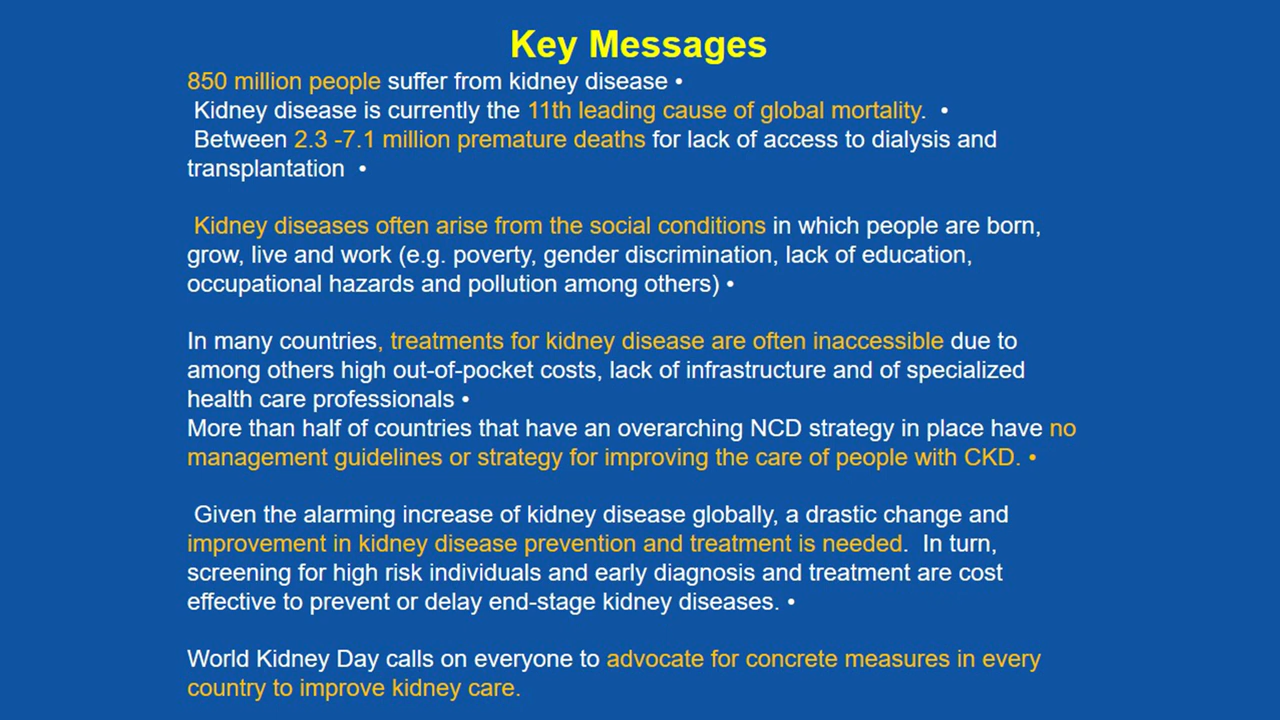 Key Messages
850 million people suffer from kidney disease •
Kidney disease is currently the 11th leading cause of global mortality. •
Between 2.3 -7.1 million premature deaths for lack of access to dialysis and
transplantation •
Kidney diseases often arise from the social conditions in which people are born,
grow, live and work (e.g. poverty, gender discrimination, lack of education,
occupational hazards and pollution among others) •
In many countries, treatments for kidney disease are often inaccessible due to
among others high out-of-pocket costs, lack of infrastructure and of specialized
health care professionals •
More than half of countries that have an overarching NCD strategy in place have no
management guidelines or strategy for improving the care of people with CKD. •
Given the alarming increase of kidney disease globally, a drastic change and
improvement in kidney disease prevention and treatment is needed. In turn,
screening for high risk individuals and early diagnosis and treatment are cost
effective to prevent or delay end-stage kidney diseases. •
World Kidney Day calls on everyone to advocate for concrete measures in every
country to improve kidney care.